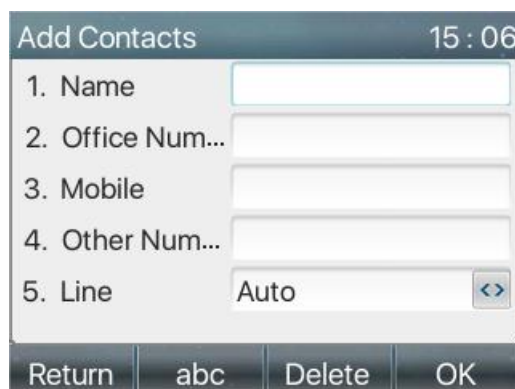 Add Contacts 15 : 06
1. Name
2. Office Num...
3. Mobile
4. Other Num...
5. Line Auto <>
Return abc Delete OK